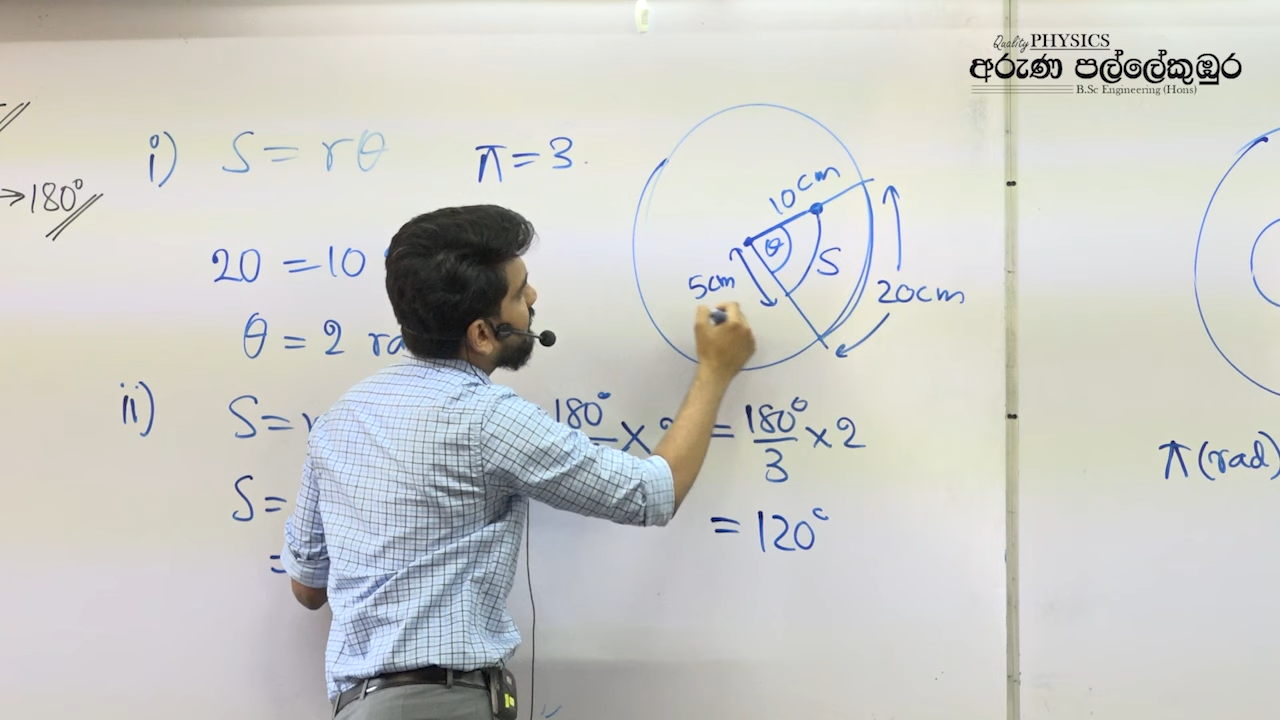 Quality PHYSICS
අරුණ පල්ලේකුඹුර
B.Sc Engineering (Hons)
→180°
i) S = rθ
π = 3
20 = 10
θ = 2
ii) S =
180° × = 180°/3 × 2
S =
= 120°
=
10cm
θ
5cm
S
20cm
π (rad)